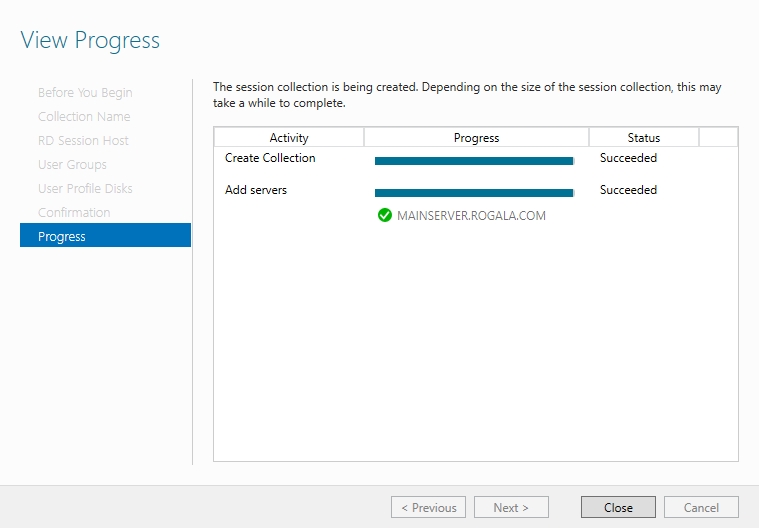 View Progress
Before You Begin
Collection Name
RD Session Host
User Groups
User Profile Disks
Confirmation
Progress
The session collection is being created. Depending on the size of the session collection, this may
take a while to complete.
Activity Progress Status
Create Collection Succeeded
Add servers Succeeded
MAINSERVER.ROGALA.COM
< Previous Next > Close Cancel